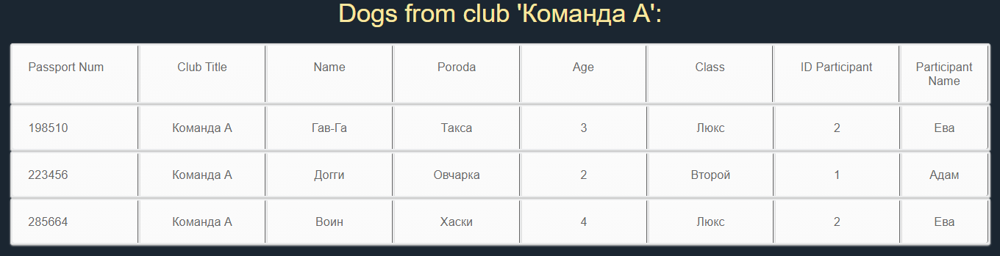 Dogs from club 'Команда А':
Passport Num Club Title Name Poroda Age Class ID Participant Participant Name
198510 Команда А Гав-Га Такса 3 Люкс 2 Ева
223456 Команда А Догги Овчарка 2 Второй 1 Адам
285664 Команда А Воин Хаски 4 Люкс 2 Ева